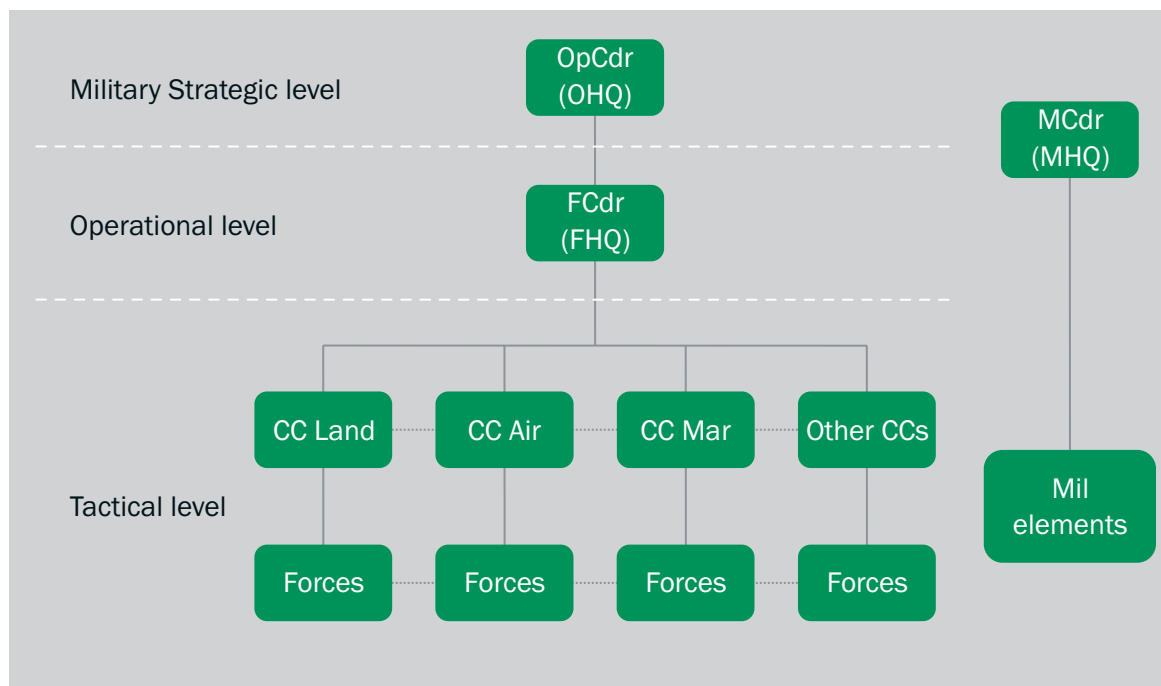 Military Strategic level
OpCdr
(OHQ)
MCdr
(MHQ)
Operational level
FCdr
(FHQ)
CC Land
CC Air
CC Mar
Other CCs
Tactical level
Mil
elements
Forces
Forces
Forces
Forces